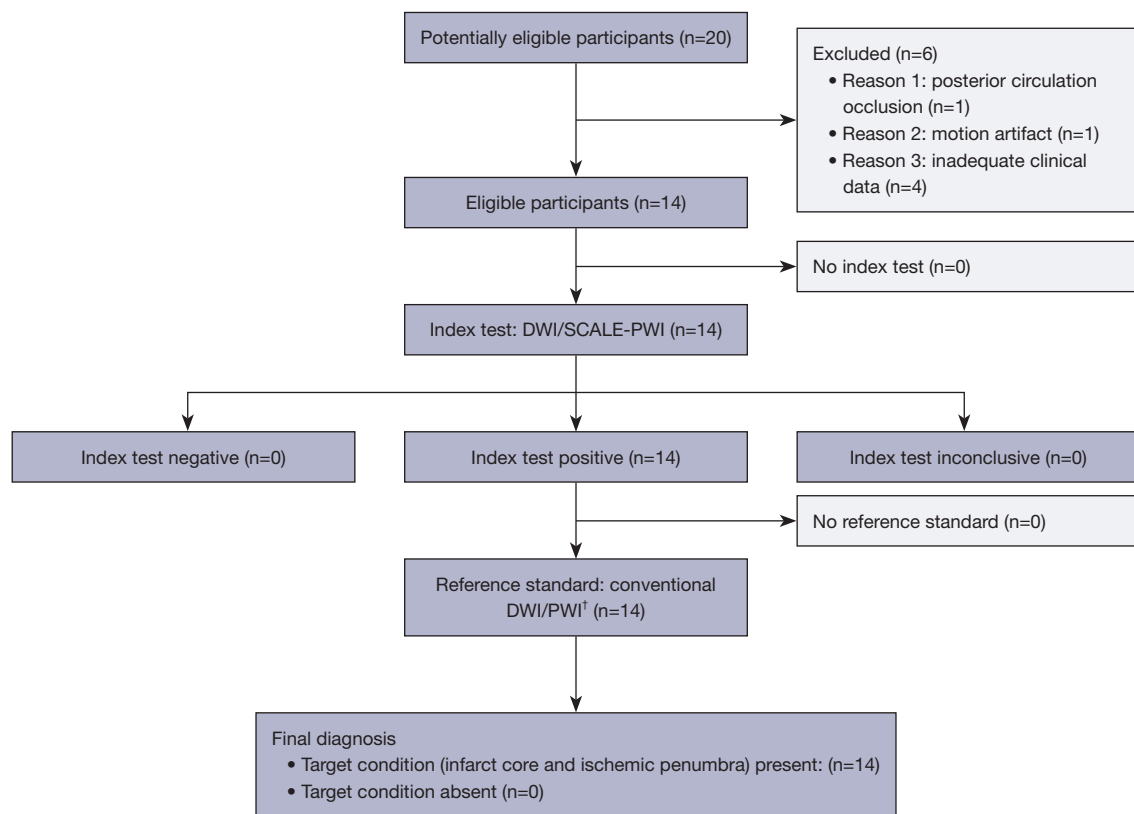 Potentially eligible participants (n=20)
Excluded (n=6)
• Reason 1: posterior circulation
occlusion (n=1)
• Reason 2: motion artifact (n=1)
• Reason 3: inadequate clinical
data (n=4)
Eligible participants (n=14)
No index test (n=0)
Index test: DWI/SCALE-PWI (n=14)
Index test negative (n=0)
Index test positive (n=14)
Index test inconclusive (n=0)
No reference standard (n=0)
Reference standard: conventional
DWI/PWI† (n=14)
Final diagnosis
• Target condition (infarct core and ischemic penumbra) present: (n=14)
• Target condition absent (n=0)